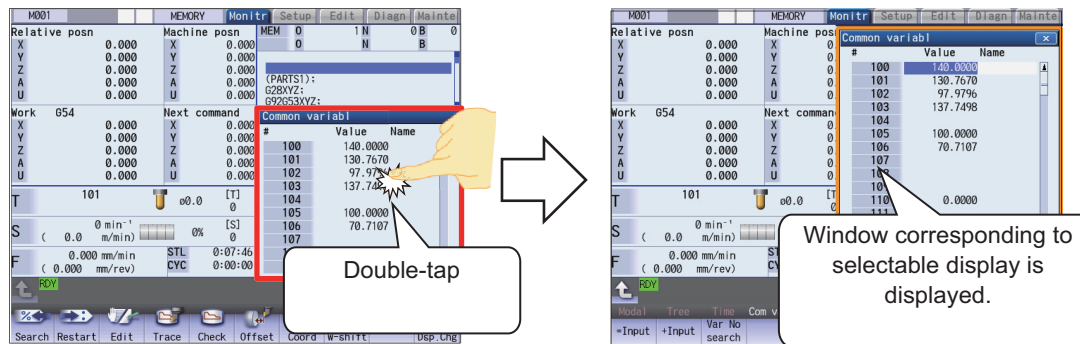 M001 MEMORY Monitr Setup Edit Diagn Mainte
Relative posn Machine posn MEM O 1 N 0 B 0
O N B
X 0.000 X 0.000
Y 0.000 Y 0.000
Z 0.000 Z 0.000
A 0.000 A 0.000
U 0.000 U 0.000
(PARTS1);
G28XYZ;
G92G53XYZ;
Work G54 Next command
X 0.000 X 0.000
Y 0.000 Y 0.000
Z 0.000 Z 0.000
A 0.000 A 0.000
U 0.000 U 0.000
Common variabl
# Value Name
100 140.0000
101 130.7670
102 97.97
103 137.74
104
105 100.0000
106 70.7107
107
T 101 ø0.0 [T] 0
S 0 min⁻¹ 0% [S] 0
( 0.0 m/min)
F 0.000 mm/min STL 0:07:46
( 0.000 mm/rev) CYC 0:00:00
RDY
Search Restart Edit Trace Check Offset Coord W-shift Dsp.Chg
Double-tap
M001 MEMORY Monitr Setup Edit Diagn Mainte
Relative posn Machine posn
X 0.000 X
Y 0.000 Y
Z 0.000 Z
A 0.000 A
U 0.000 U
Work G54 Next command
X 0.000 X 0.
Y 0.000 Y 0.
Z 0.000 Z 0.
A 0.000 A 0.
U 0.000 U 0.
Common variabl
# Value Name
100 140.0000
101 130.7670
102 97.9796
103 137.7498
104
105 100.0000
106 70.7107
107
110 0.0000
111
T 101 ø0.0 [T] 0
S 0 min⁻¹
( 0.0 m/min)
F 0.000 mm/min
( 0.000 mm/rev)
RDY
Modal Tree Time Com v
=Input +Input Var No search
Window corresponding to
selectable display is
displayed.